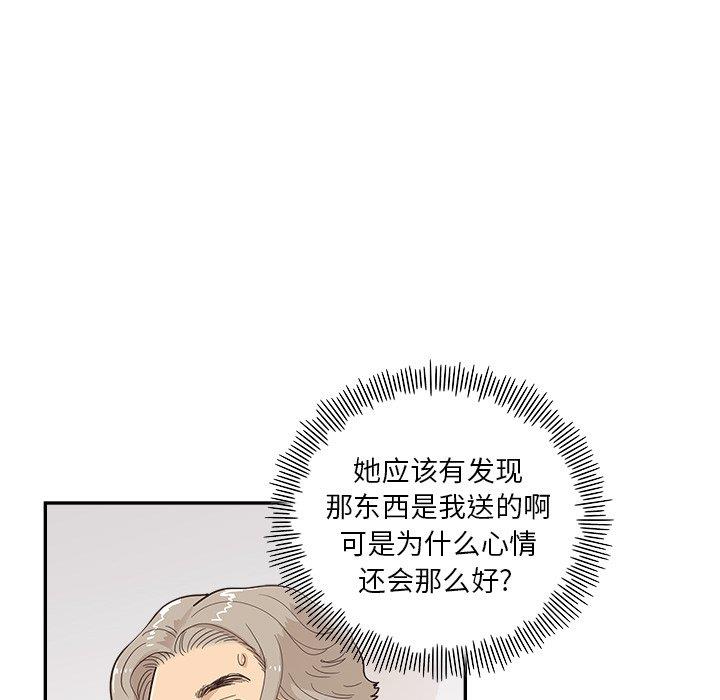 她应该有发现
那东西是我送的啊
可是为什么心情
还会那么好?